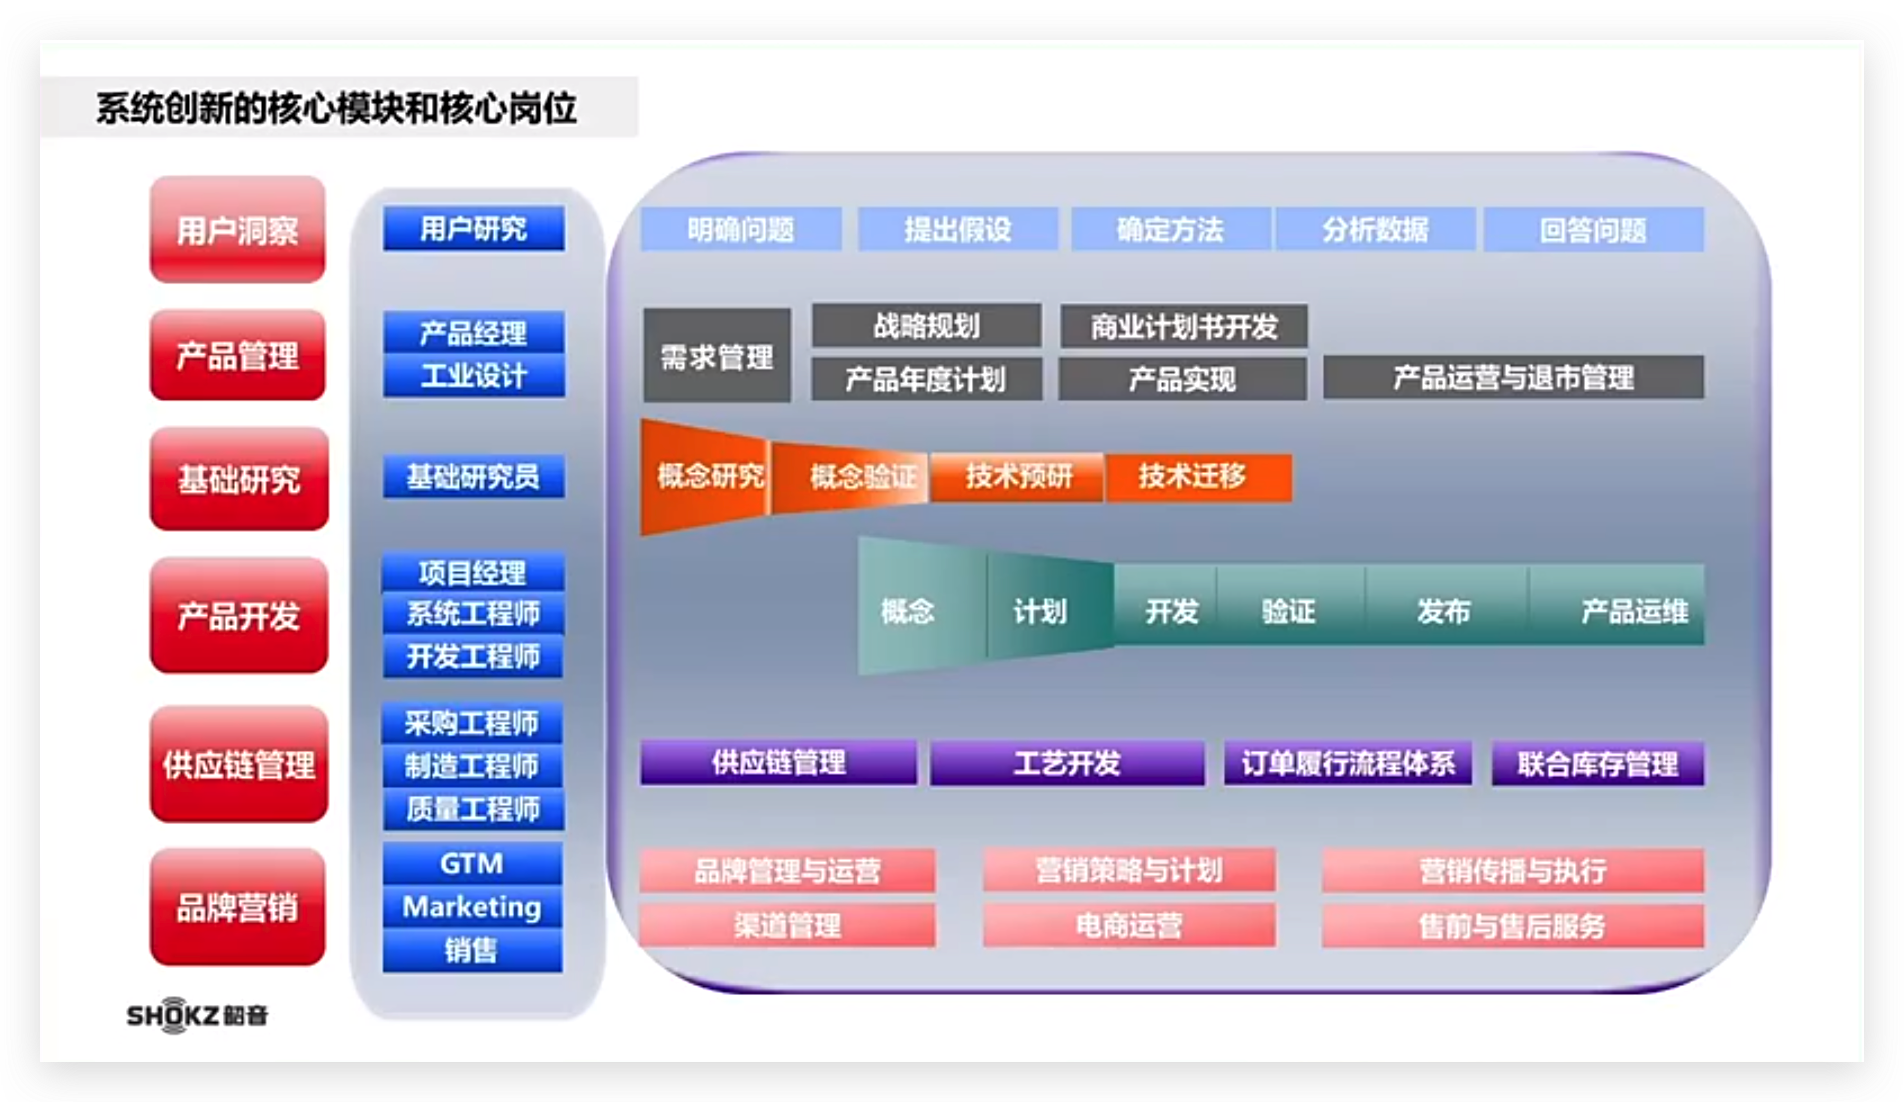 系统创新的核心模块和核心岗位
用户洞察
用户研究
明确问题
提出假设
确定方法
分析数据
回答问题
产品管理
产品经理
工业设计
需求管理
战略规划
商业计划书开发
产品年度计划
产品实现
产品运营与退市管理
基础研究
基础研究员
概念研究
概念验证
技术预研
技术迁移
产品开发
项目经理
系统工程师
开发工程师
概念
计划
开发
验证
发布
产品运维
供应链管理
采购工程师
制造工程师
质量工程师
供应链管理
工艺开发
订单履行流程体系
联合库存管理
品牌营销
GTM
Marketing
销售
品牌管理与运营
营销策略与计划
营销传播与执行
渠道管理
电商运营
售前与售后服务
SHOKZ韶音